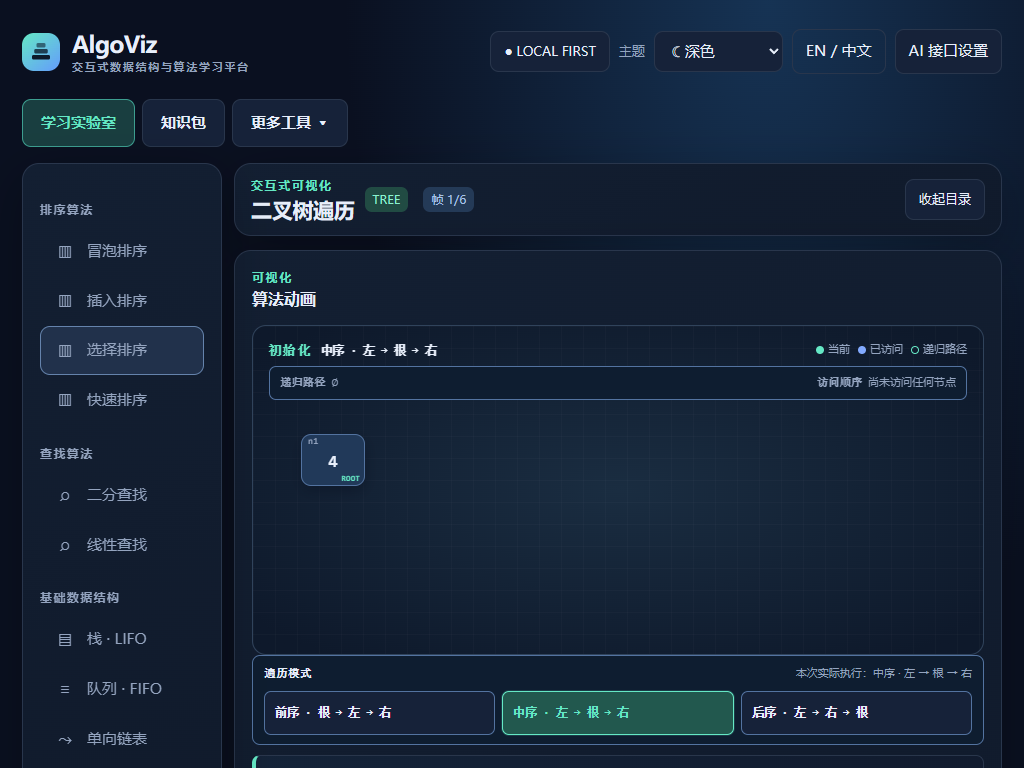 AlgoViz
交互式数据结构与算法学习平台
● LOCAL FIRST
主题
☾ 深色
EN / 中文
AI 接口设置
学习实验室
知识包
更多工具
排序算法
冒泡排序
插入排序
选择排序
快速排序
查找算法
二分查找
线性查找
基础数据结构
栈 · LIFO
队列 · FIFO
单向链表
交互式可视化
二叉树遍历
TREE
帧 1/6
收起目录
可视化
算法动画
初始化 中序 · 左 → 根 → 右
当前 已访问 递归路径
递归路径 ∅
访问顺序 尚未访问任何节点
n1
4
ROOT
遍历模式
本次实际执行：中序 · 左 → 根 → 右
前序 · 根 → 左 → 右
中序 · 左 → 根 → 右
后序 · 左 → 右 → 根